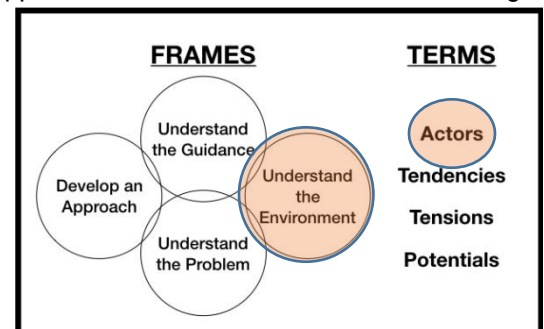 FRAMES
TERMS
Understand
the Guidance
Develop an
Approach
Understand
the
Environment
Understand
the Problem
Actors
Tendencies
Tensions
Potentials